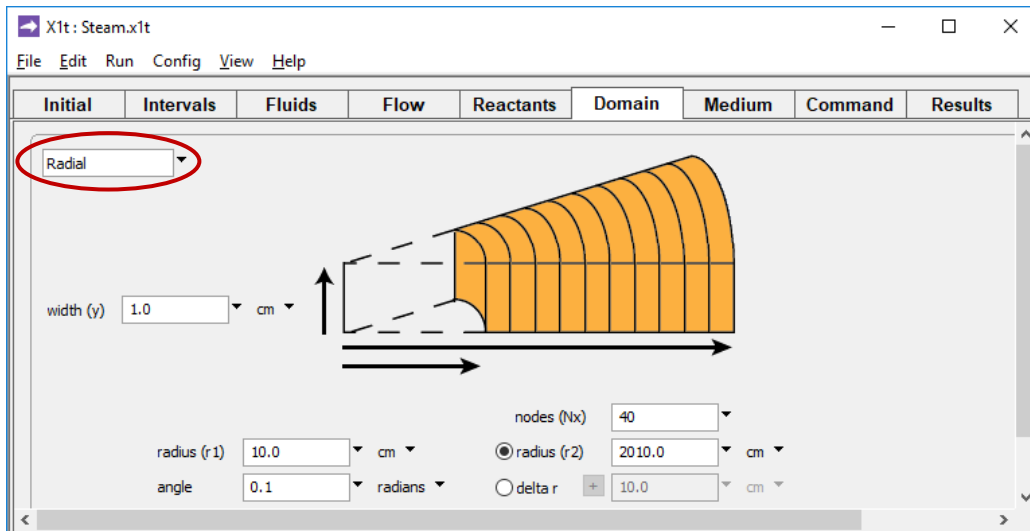 X1t : Steam.x1t
File Edit Run Config View Help
Initial Intervals Fluids Flow Reactants Domain Medium Command Results
Radial
width (y) 1.0 cm
nodes (Nx) 40
radius (r1) 10.0 cm radius (r2) 2010.0 cm
angle 0.1 radians delta r + 10.0 cm